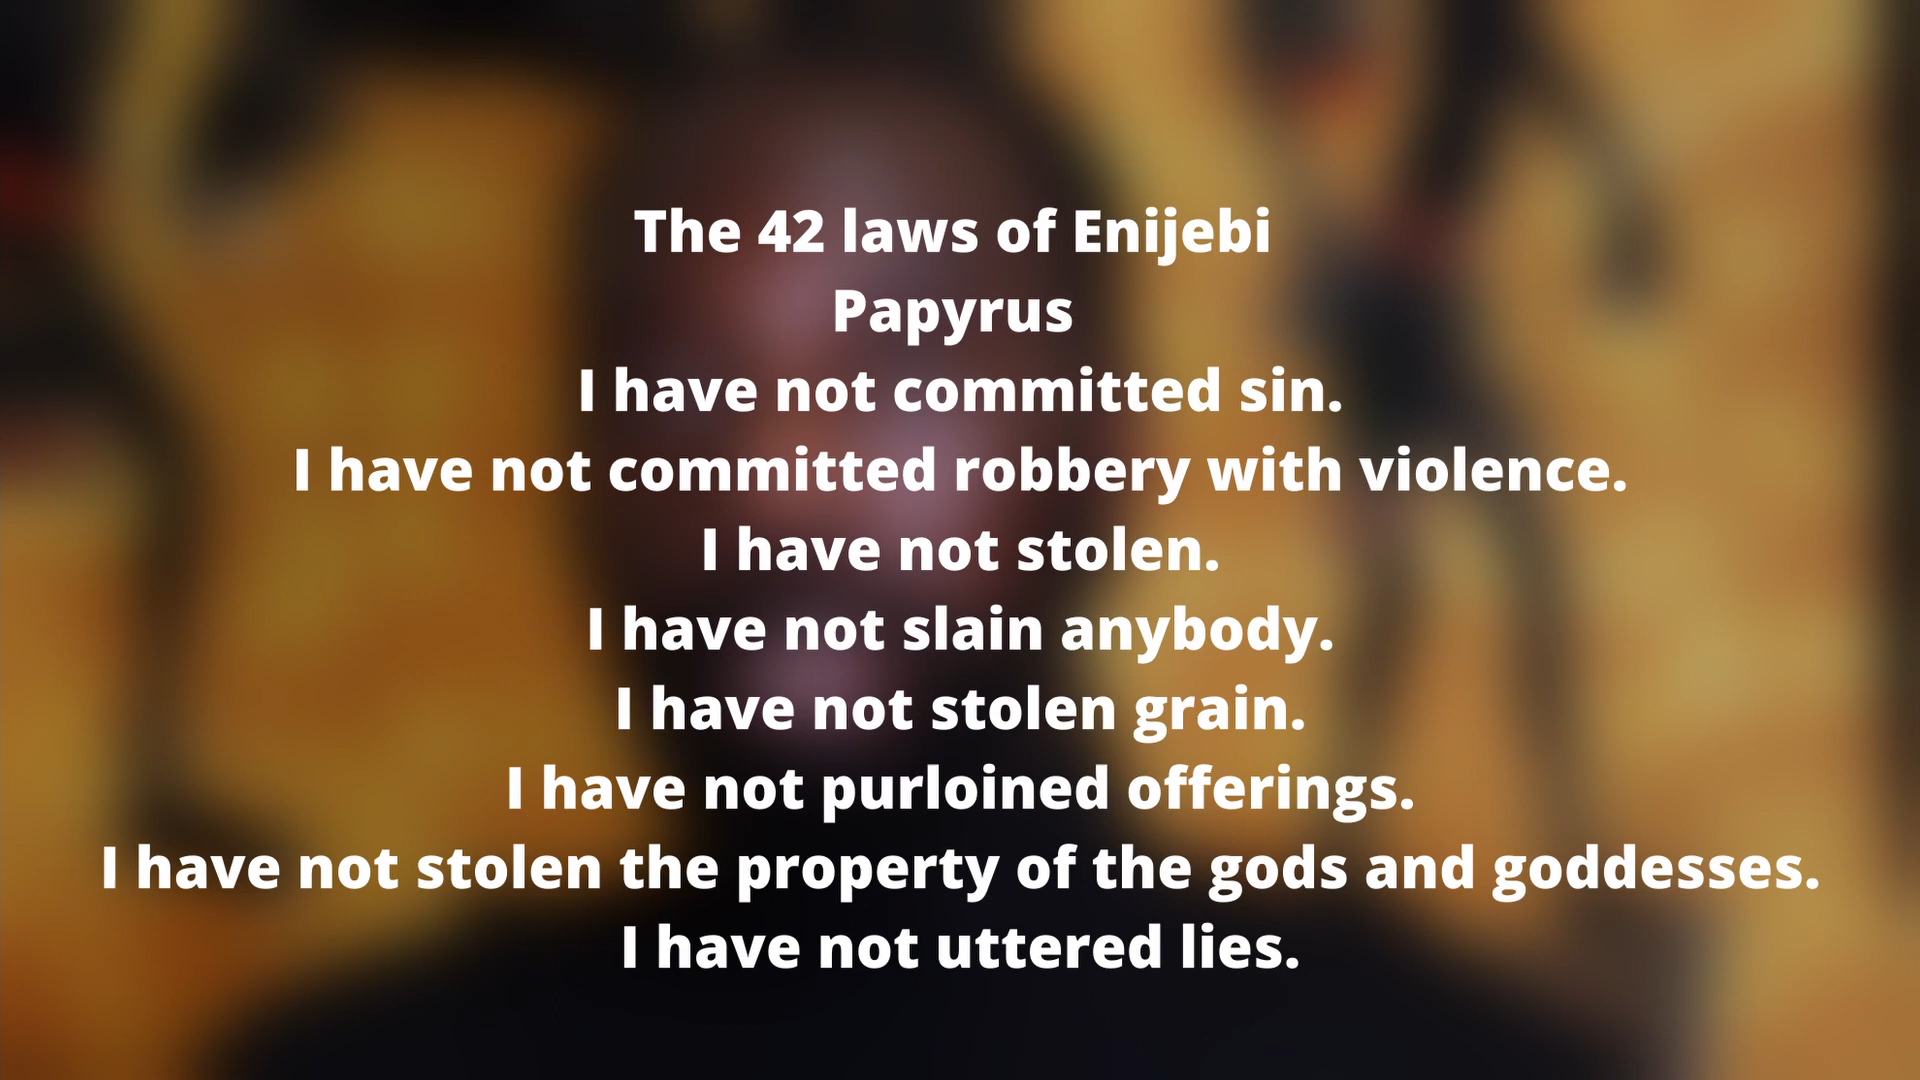 The 42 laws of Enijebi
Papyrus
I have not committed sin.
I have not committed robbery with violence.
I have not stolen.
I have not slain anybody.
I have not stolen grain.
I have not purloined offerings.
I have not stolen the property of the gods and goddesses.
I have not uttered lies.